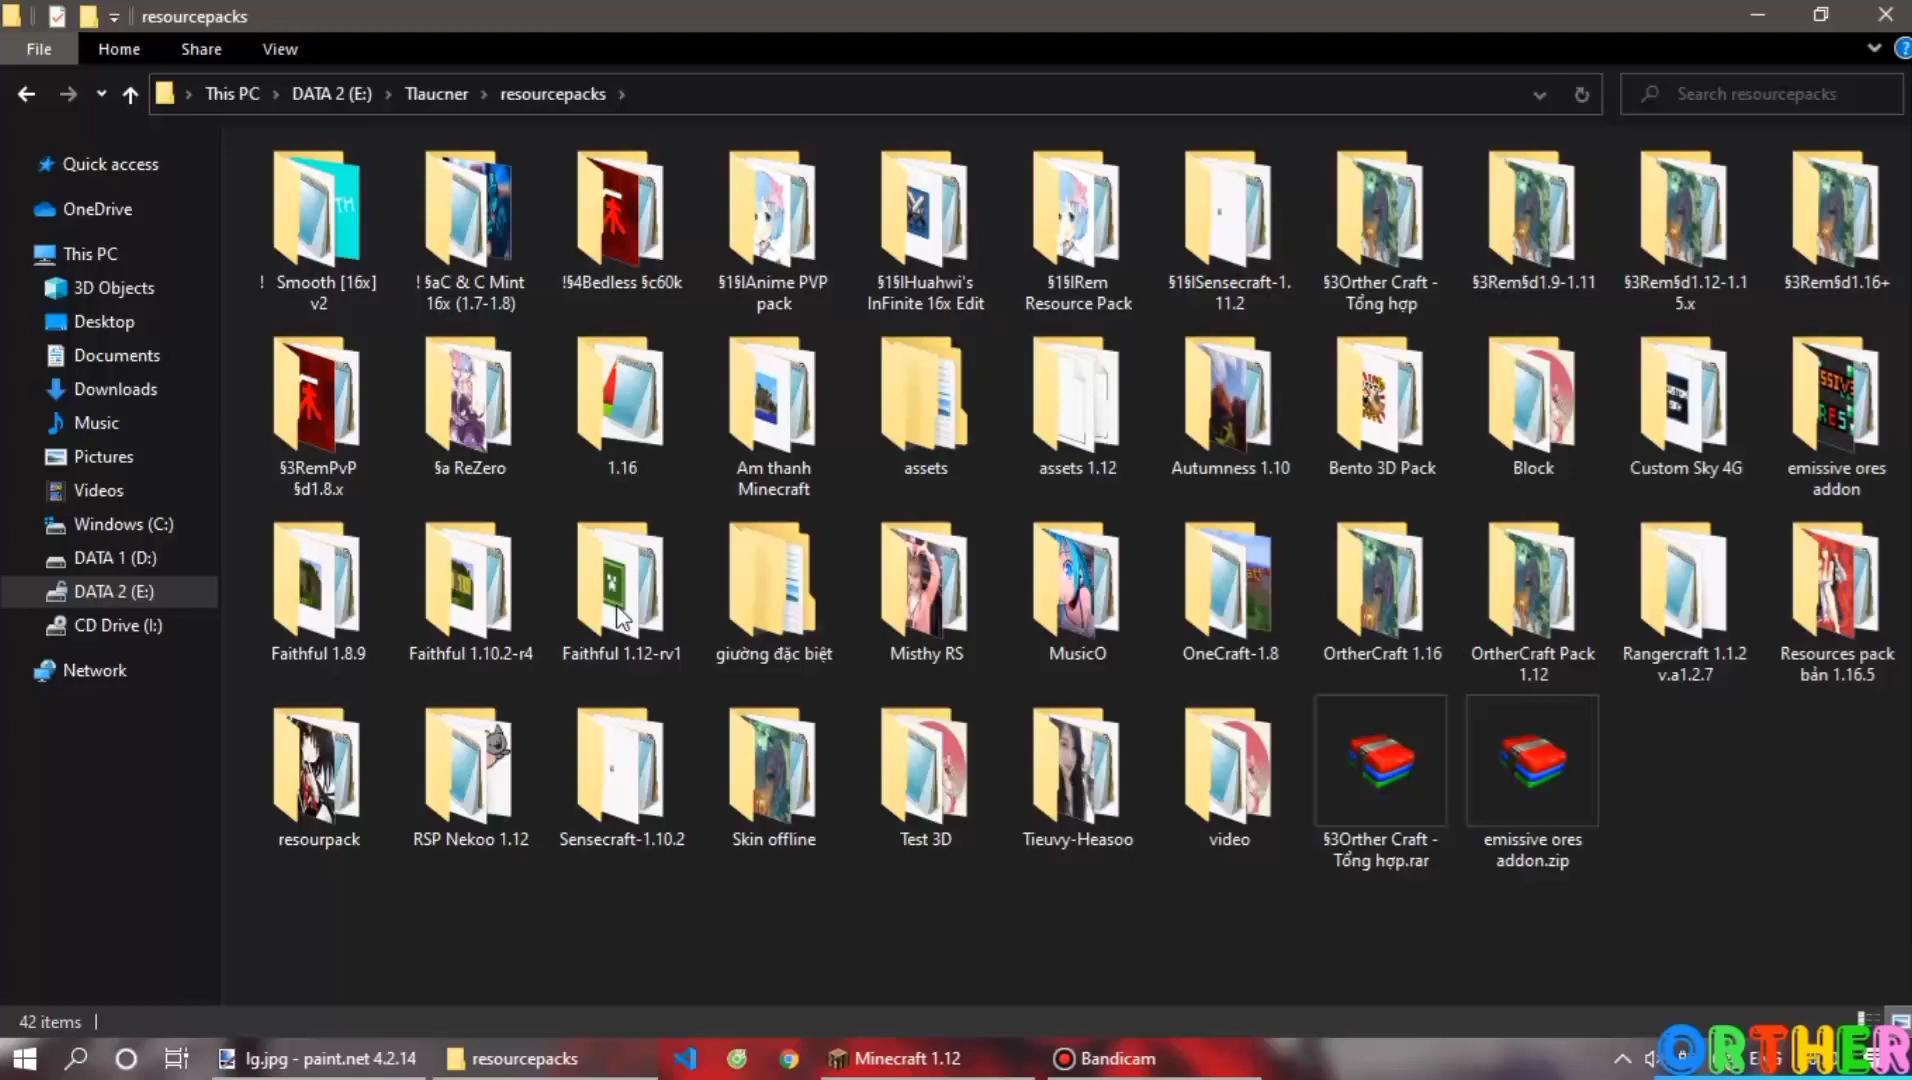 resourcepacks
File Home Share View
This PC DATA 2 (E:) Tlaucner resourcepacks
Search resourcepacks
Quick access
OneDrive
This PC
3D Objects
Desktop
Documents
Downloads
Music
Pictures
Videos
Windows (C:)
DATA 1 (D:)
DATA 2 (E:)
CD Drive (I:)
Network
! Smooth [16x] v2
! §aC & C Mint 16x (1.7-1.8)
!§4Bedless §c60k
§1§lAnime PVP pack
§1§lHuahwi's InFinite 16x Edit
§1§lRem Resource Pack
§1§lSensecraft-1.11.2
§3Orther Craft - Tổng hợp
§3Rem§d1.9-1.11
§3Rem§d1.12-1.15.x
§3Rem§d1.16+
§3RemPvP §d1.8.x
§a ReZero
1.16
Am thanh Minecraft
assets
assets 1.12
Autumness 1.10
Bento 3D Pack
Block
Custom Sky 4G
emissive ores addon
Faithful 1.8.9
Faithful 1.10.2-r4
Faithful 1.12-rv1
giường đặc biệt
Misthy RS
MusicO
OneCraft-1.8
OrtherCraft 1.16
OrtherCraft Pack 1.12
Rangercraft 1.1.2 v.a1.2.7
Resources pack bản 1.16.5
resourpack
RSP Nekoo 1.12
Sensecraft-1.10.2
Skin offline
Test 3D
Tieuvy-Heasoo
video
§3Orther Craft - Tổng hợp.rar
emissive ores addon.zip
42 items
lg.jpg - paint.net 4.2.14
resourcepacks
Minecraft 1.12
Bandicam
ORTHER